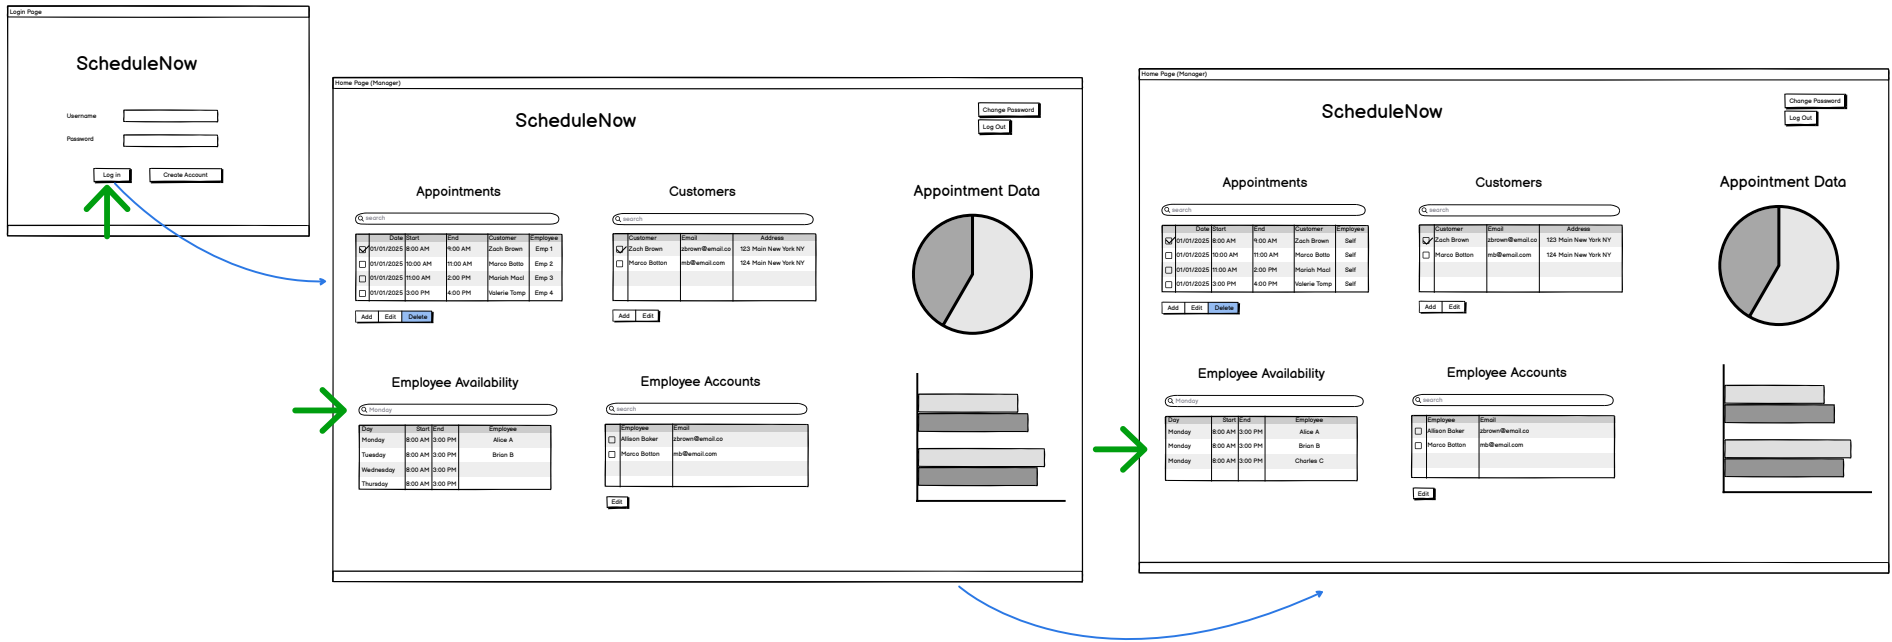 Login Page
ScheduleNow
Username
Password
Log in
Create Account
Home Page (Manager)
ScheduleNow
Change Password
Log Out
Appointments
search
Date Start End Customer Employee
01/01/2025 8:00 AM 9:00 AM Zach Brown Emp 1
01/01/2025 10:00 AM 11:00 AM Marco Botto Emp 2
01/01/2025 11:00 AM 2:00 PM Mariah Macl Emp 3
01/01/2025 3:00 PM 4:00 PM Valerie Tomp Emp 4
Add Edit Delete
Customers
search
Customer Email Address
Zach Brown zbrown@email.co 123 Main New York NY
Marco Botton mb@email.com 124 Main New York NY
Add Edit
Appointment Data
Employee Availability
Monday
Day Start End Employee
Monday 8:00 AM 3:00 PM Alice A
Tuesday 8:00 AM 3:00 PM Brian B
Wednesday 8:00 AM 3:00 PM
Thursday 8:00 AM 3:00 PM
Employee Accounts
search
Employee Email
Allison Baker zbrown@email.co
Marco Botton mb@email.com
Edit
Home Page (Manager)
ScheduleNow
Change Password
Log Out
Appointments
search
Date Start End Customer Employee
01/01/2025 8:00 AM 9:00 AM Zach Brown Self
01/01/2025 10:00 AM 11:00 AM Marco Botto Self
01/01/2025 11:00 AM 2:00 PM Mariah Macl Self
01/01/2025 3:00 PM 4:00 PM Valerie Tomp Self
Add Edit Delete
Customers
search
Customer Email Address
Zach Brown zbrown@email.co 123 Main New York NY
Marco Botton mb@email.com 124 Main New York NY
Add Edit
Appointment Data
Employee Availability
Monday
Day Start End Employee
Monday 8:00 AM 3:00 PM Alice A
Monday 8:00 AM 3:00 PM Brian B
Monday 8:00 AM 3:00 PM Charles C
Employee Accounts
search
Employee Email
Allison Baker zbrown@email.co
Marco Botton mb@email.com
Edit